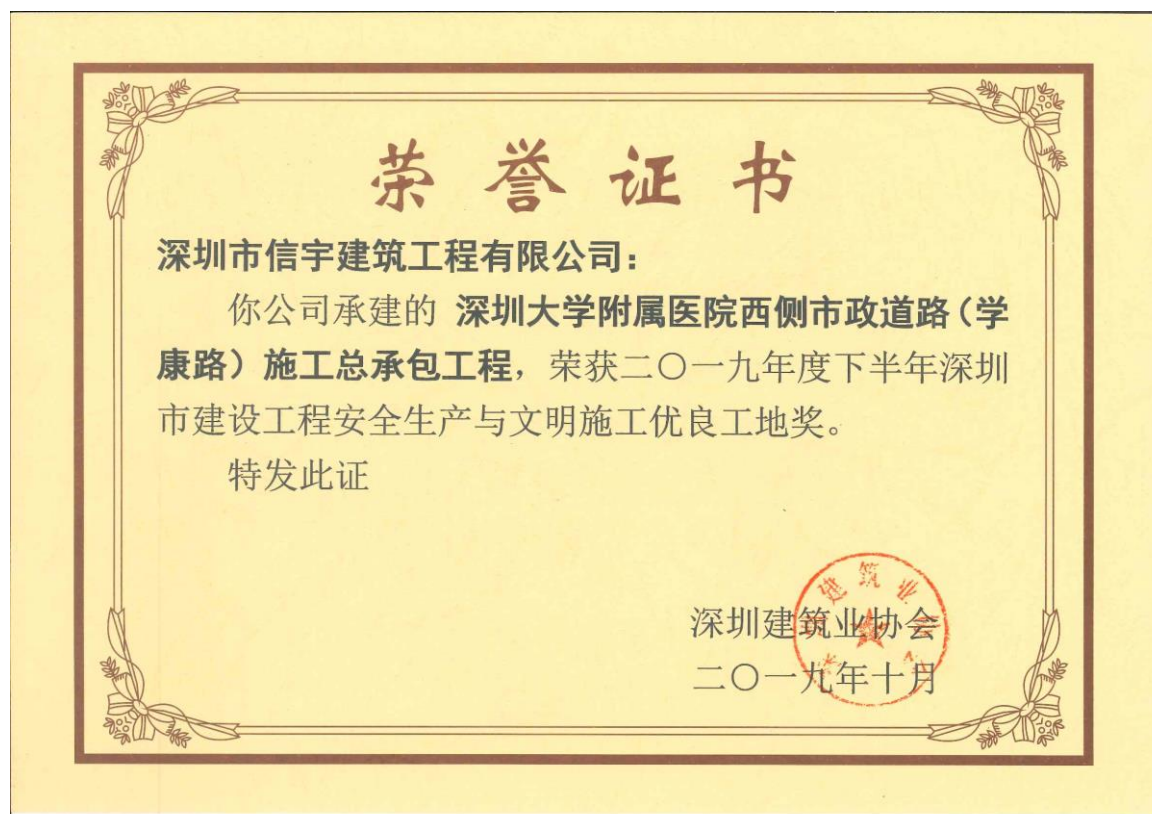 荣誉证书
深圳市信宇建筑工程有限公司：
你公司承建的 深圳大学附属医院西侧市政道路（学
康路）施工总承包工程，荣获二〇一九年度下半年深圳
市建设工程安全生产与文明施工优良工地奖。
特发此证
深圳建筑业协会
二〇一九年十月